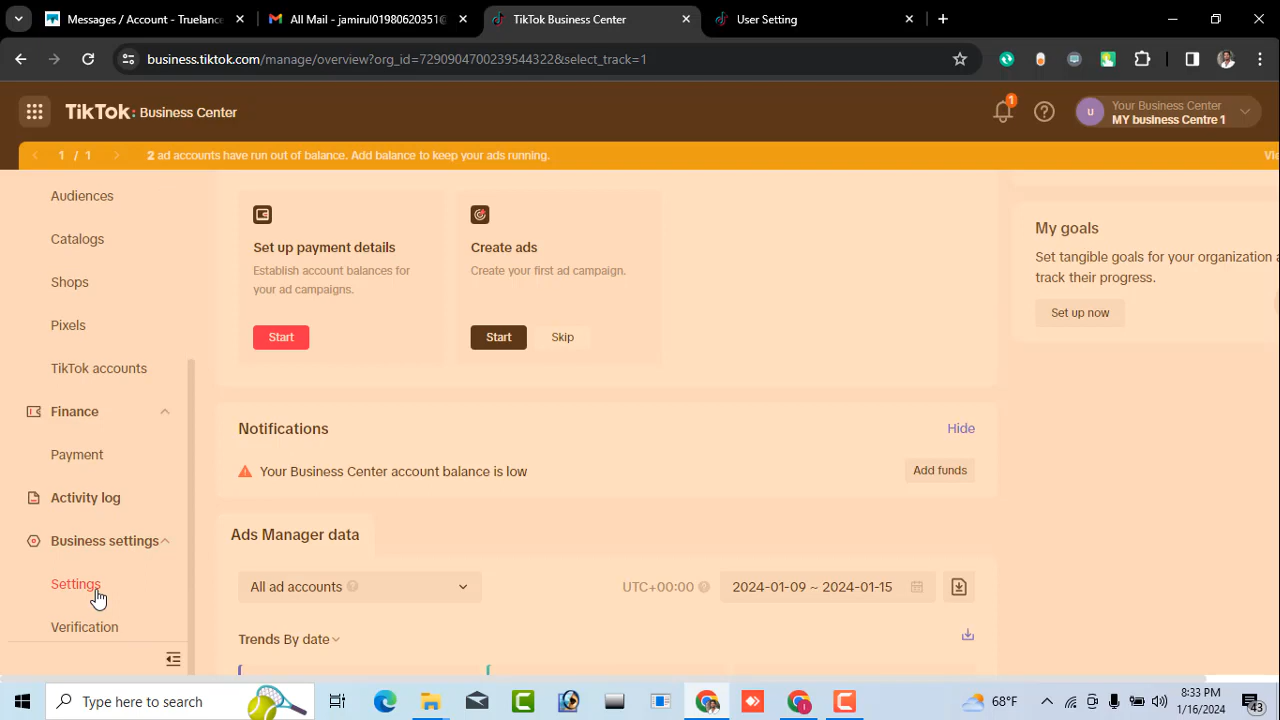 Messages / Account - Truelance
All Mail - jamirul01980620351@
TikTok Business Center
User Setting
business.tiktok.com/manage/overview?org_id=7290904700239544322&select_track=1
TikTok: Business Center
1
u
Your Business Center
MY business Centre 1
1 / 1
2 ad accounts have run out of balance. Add balance to keep your ads running.
Audiences
Catalogs
Shops
Pixels
TikTok accounts
Finance
Payment
Activity log
Business settings
Settings
Verification
Set up payment details
Establish account balances for
your ad campaigns.
Start
Create ads
Create your first ad campaign.
Start
Skip
My goals
Set tangible goals for your organization a
track their progress.
Set up now
Notifications
Hide
Your Business Center account balance is low
Add funds
Ads Manager data
All ad accounts
UTC+00:00
2024-01-09 ~ 2024-01-15
Trends By date
Type here to search
68°F
8:33 PM
1/16/2024
43